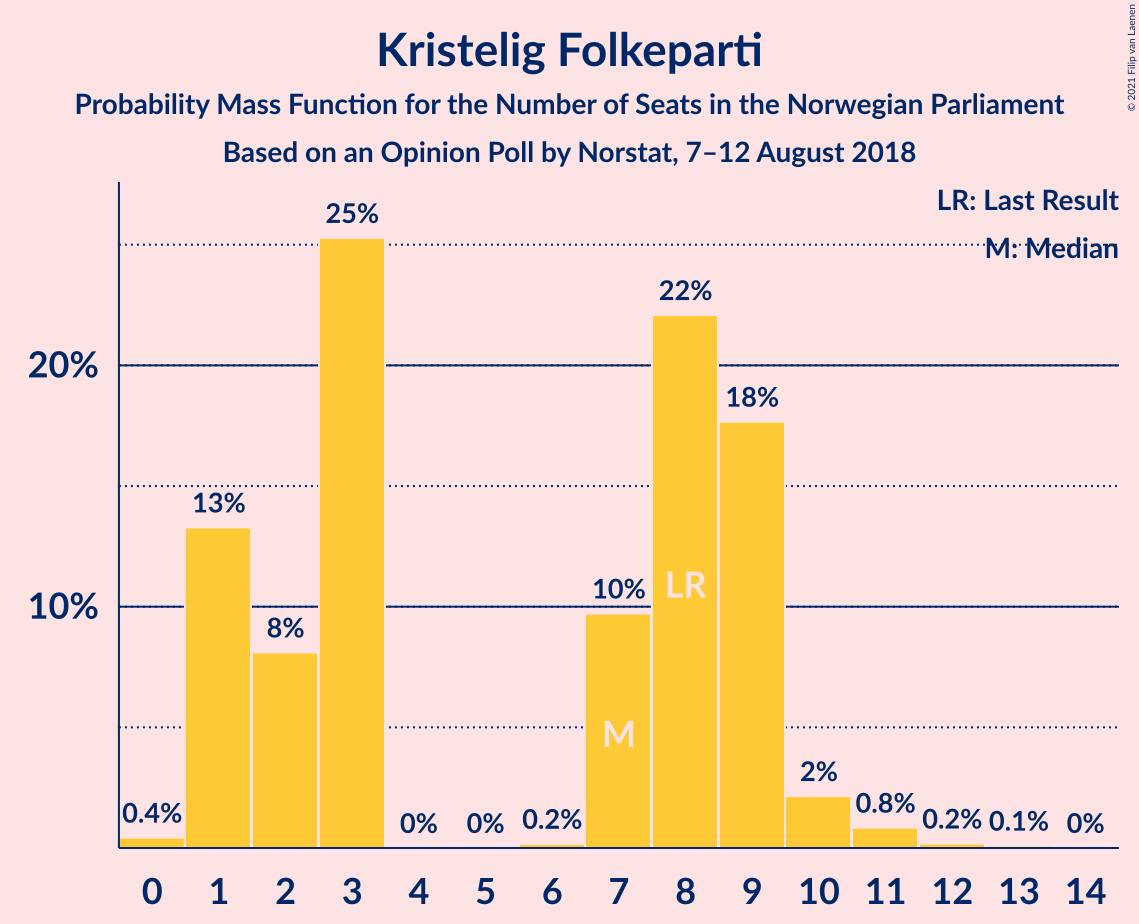 Kristelig Folkeparti
Probability Mass Function for the Number of Seats in the Norwegian Parliament
Based on an Opinion Poll by Norstat, 7–12 August 2018
© 2021 Filip van Laenen
LR: Last Result
M: Median
25%
22%
20%
18%
13%
10%
10%
LR
8%
M
2%
0.4%
0%
0%
0.2%
0.8%
0.2%
0.1%
0%
0 1 2 3 4 5 6 7 8 9 10 11 12 13 14